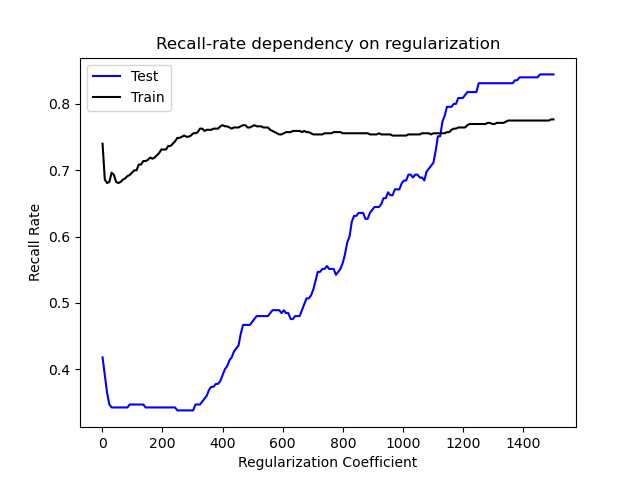 Recall-rate dependency on regularization
Test
Train
Recall Rate
0.8
0.7
0.6
0.5
0.4
0 200 400 600 800 1000 1200 1400
Regularization Coefficient